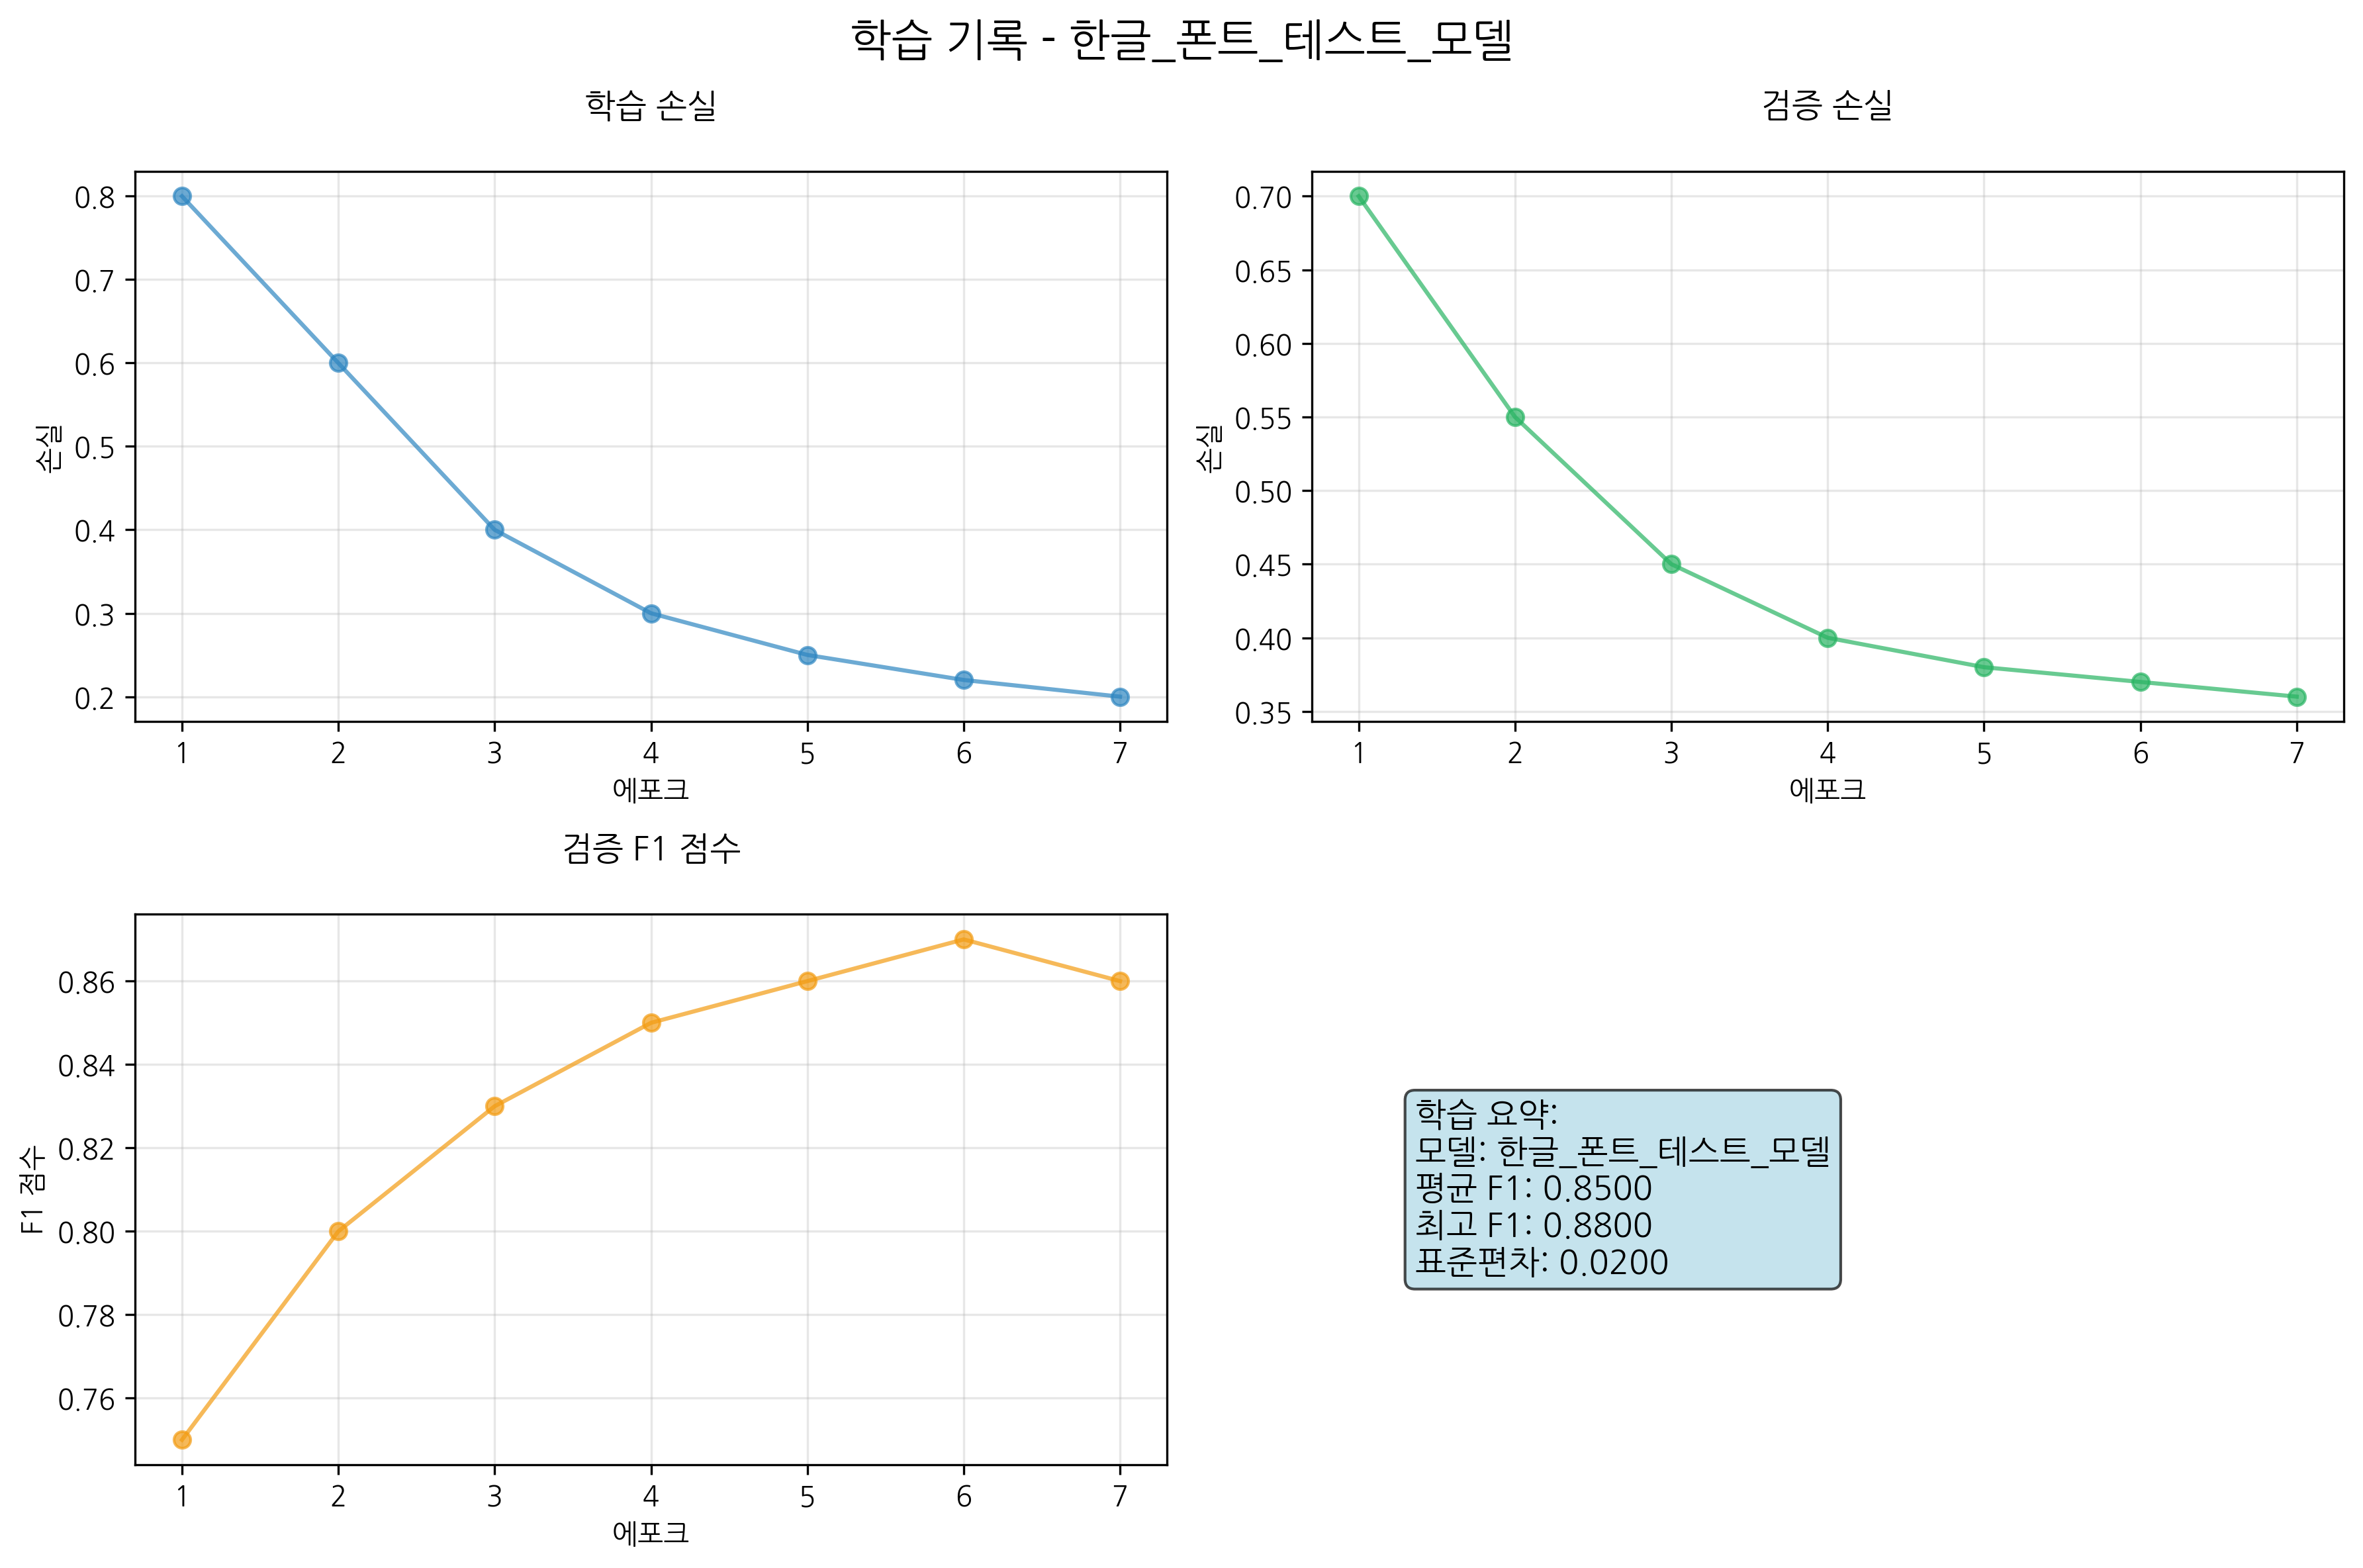 학습 기록 - 한글_폰트_테스트_모델
학습 손실
손실
0.8
0.7
0.6
0.5
0.4
0.3
0.2
1 2 3 4 5 6 7
에포크
검증 손실
손실
0.70
0.65
0.60
0.55
0.50
0.45
0.40
0.35
1 2 3 4 5 6 7
에포크
검증 F1 점수
F1 점수
0.86
0.84
0.82
0.80
0.78
0.76
1 2 3 4 5 6 7
에포크
학습 요약:
모델: 한글_폰트_테스트_모델
평균 F1: 0.8500
최고 F1: 0.8800
표준편차: 0.0200